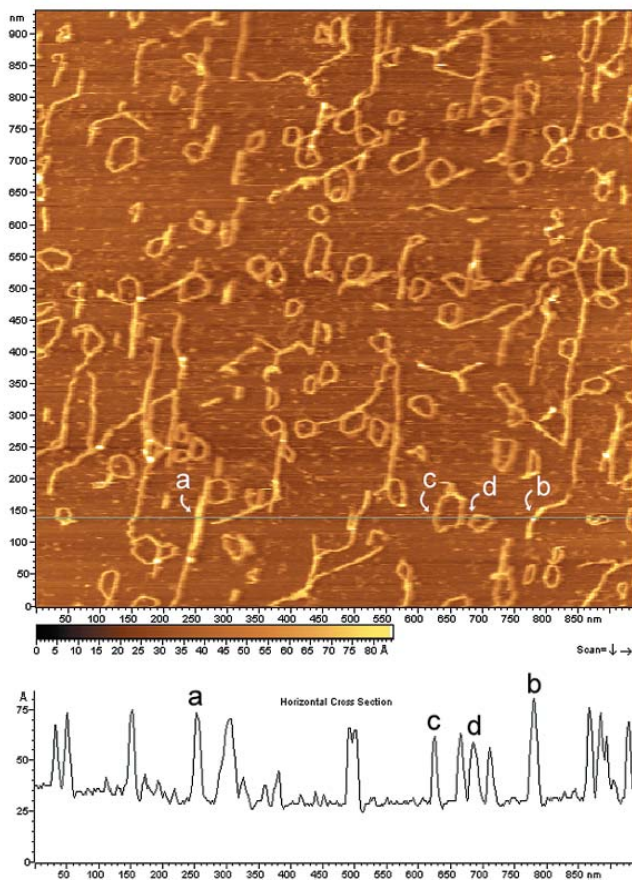 nm
900
850
800
750
700
650
600
550
500
450
400
350
300
250
200
150
100
50
0
a
c
d
b
50 100 150 200 250 300 350 400 450 500 550 600 650 700 750 800 850 nm
0 5 10 15 20 25 30 35 40 45 50 55 60 65 70 75 80 Å
Scan=↓→
Å
Horizontal Cross Section
75
50
25
0
a
c
d
b
50 100 150 200 250 300 350 400 450 500 550 600 650 700 750 800 850 nm